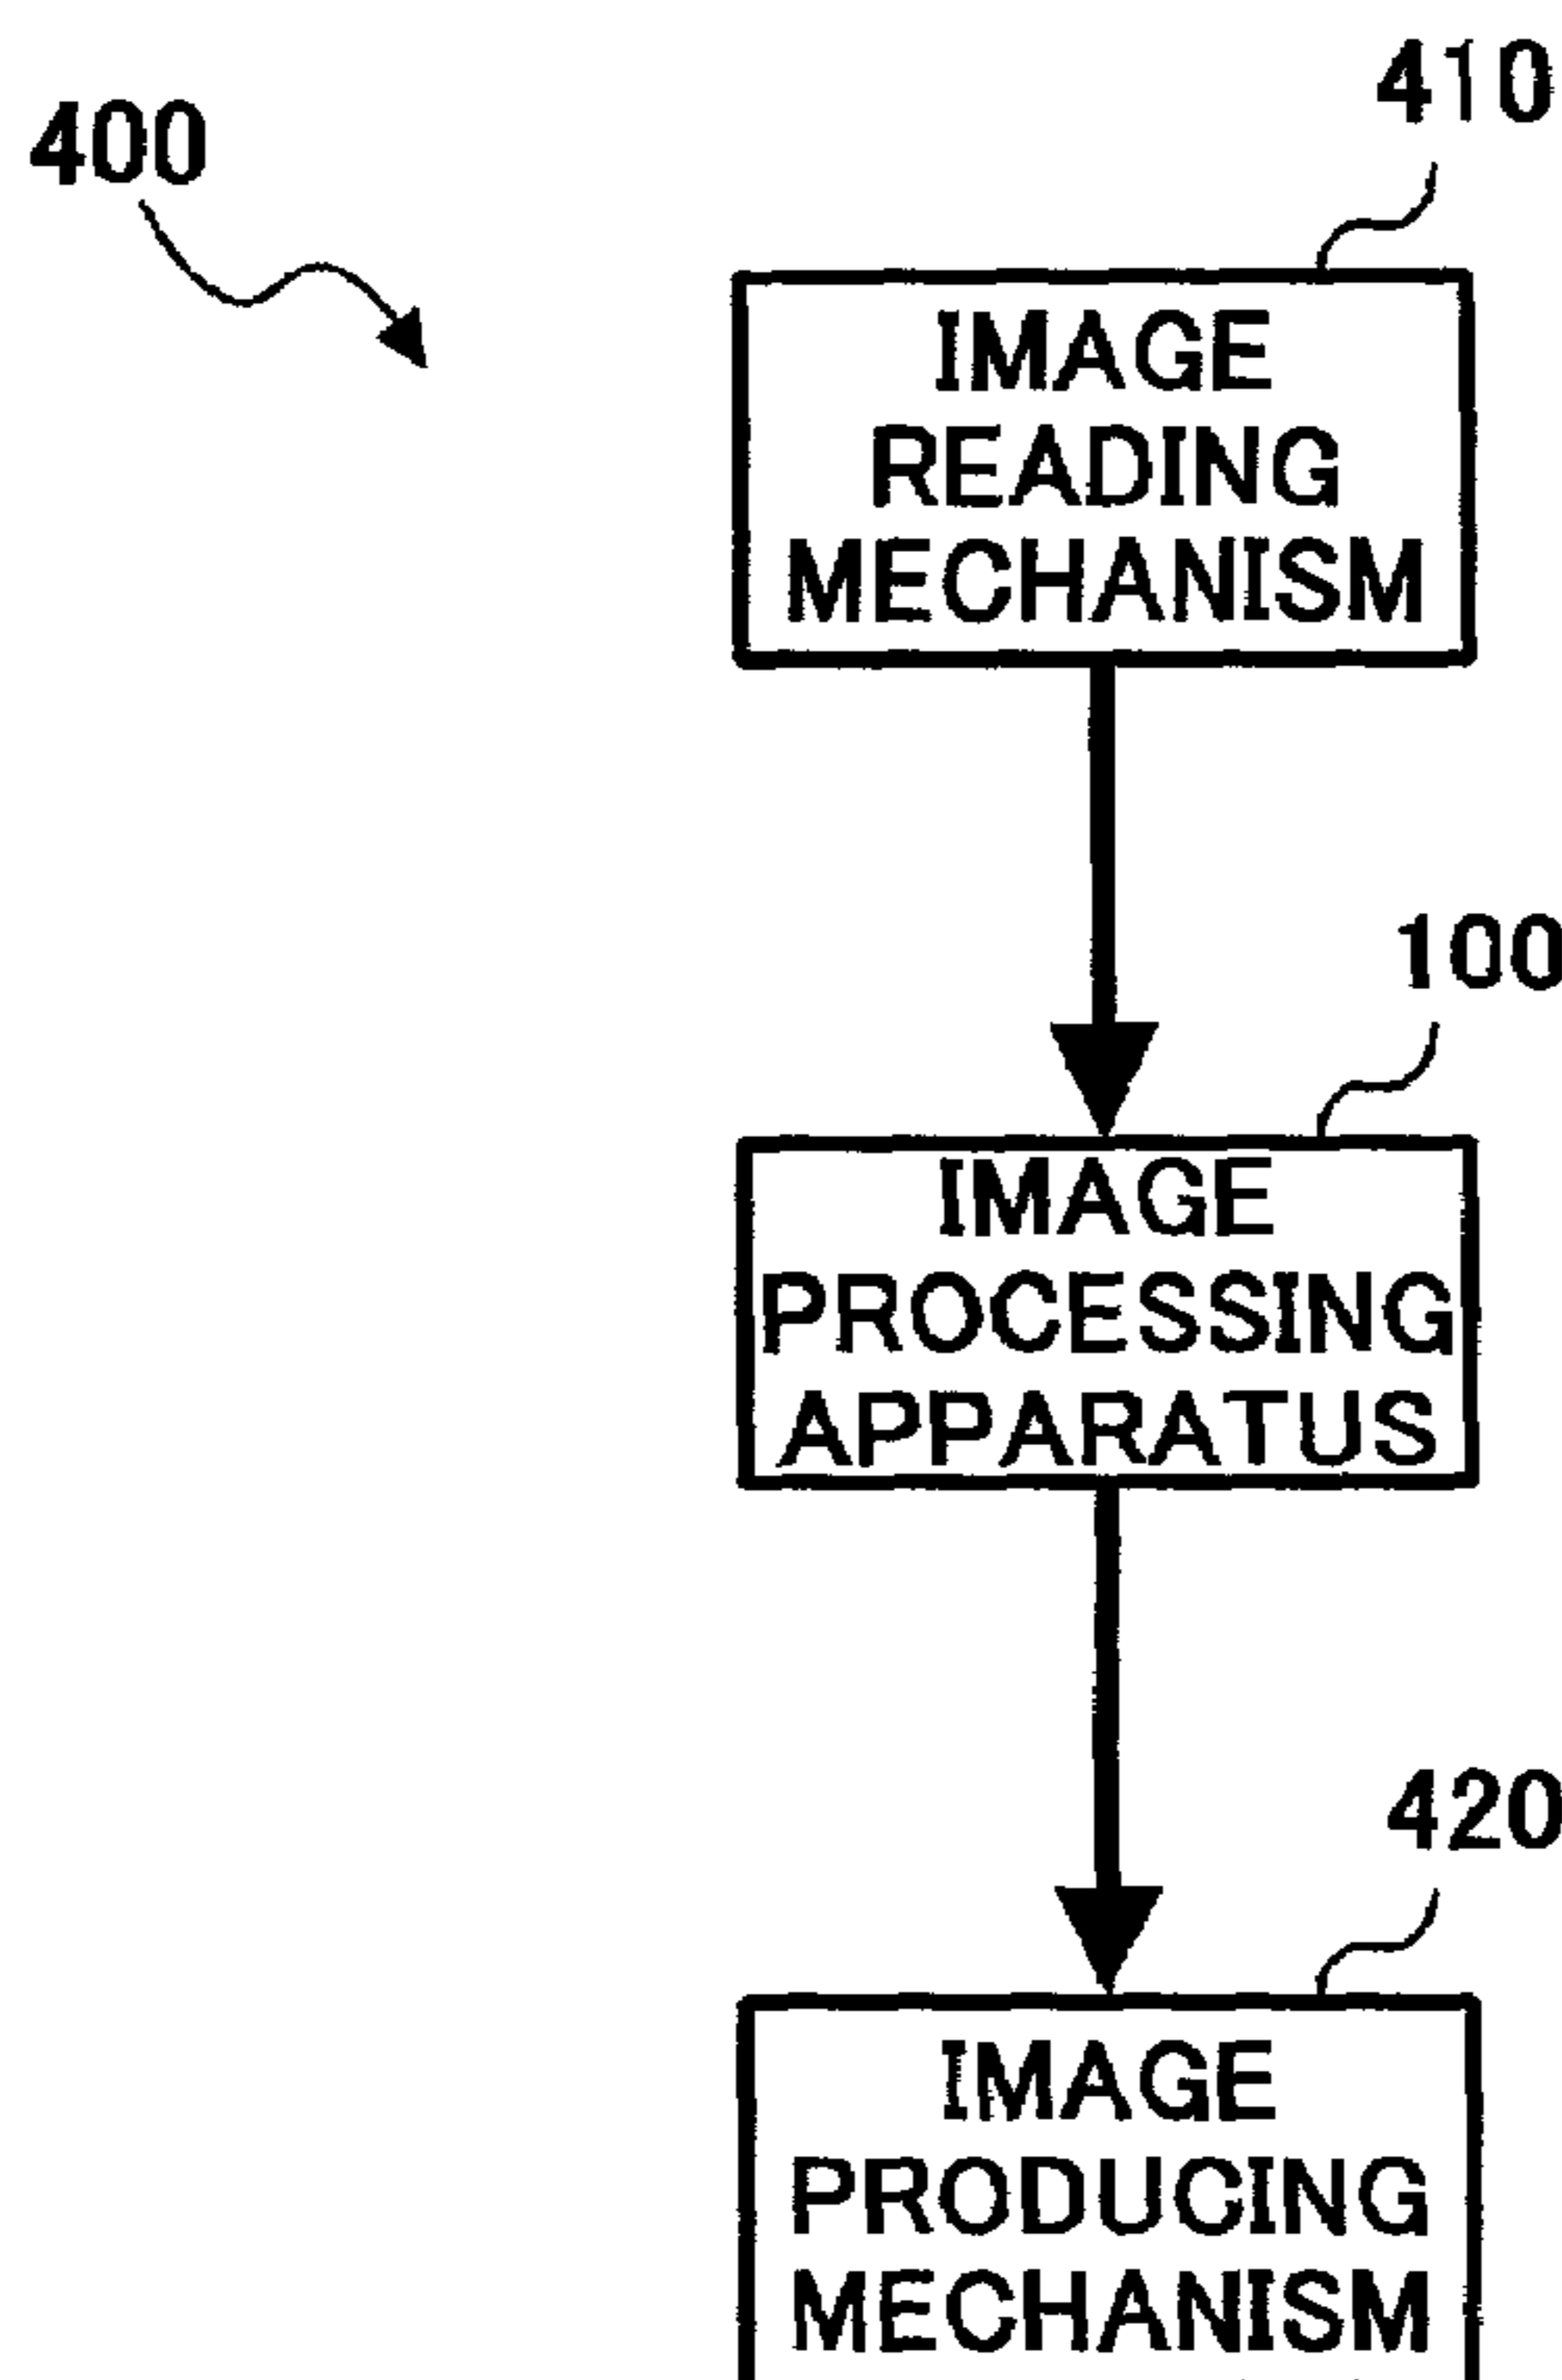 400
410
IMAGE
READING
MECHANISM
100
IMAGE
PROCESSING
APPARATUS
420
IMAGE
PRODUCING
MECHANISM